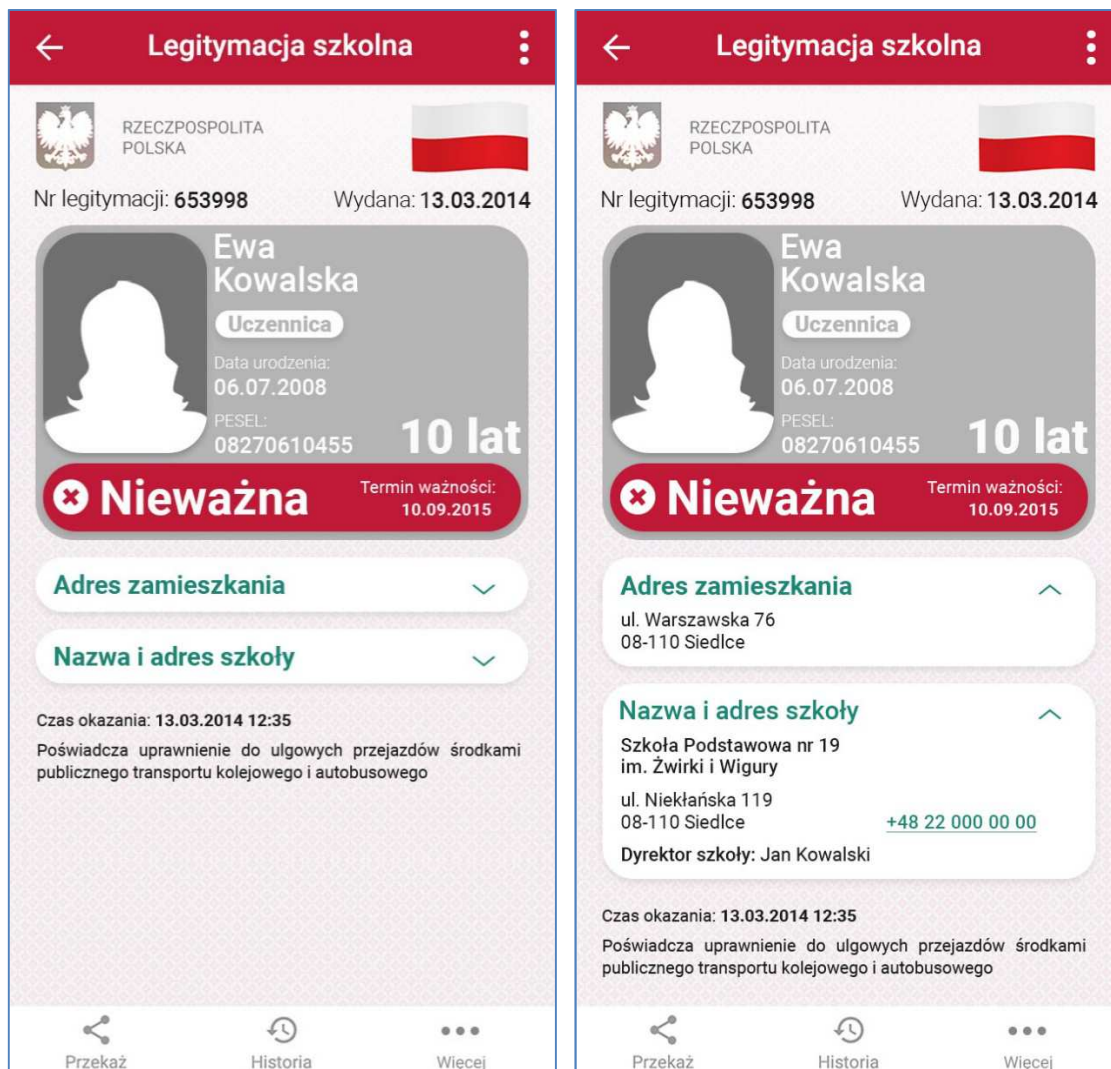 Legitymacja szkolna
RZECZPOSPOLITA
POLSKA
Nr legitymacji: 653998 Wydana: 13.03.2014
Ewa
Kowalska
Uczennica
Data urodzenia:
06.07.2008
PESEL:
08270610455
10 lat
Nieważna
Termin ważności:
10.09.2015
Adres zamieszkania
Nazwa i adres szkoły
Czas okazania: 13.03.2014 12:35
Poświadcza uprawnienie do ulgowych przejazdów środkami
publicznego transportu kolejowego i autobusowego
Przekaż Historia Więcej
Legitymacja szkolna
RZECZPOSPOLITA
POLSKA
Nr legitymacji: 653998 Wydana: 13.03.2014
Ewa
Kowalska
Uczennica
Data urodzenia:
06.07.2008
PESEL:
08270610455
10 lat
Nieważna
Termin ważności:
10.09.2015
Adres zamieszkania
ul. Warszawska 76
08-110 Siedlce
Nazwa i adres szkoły
Szkoła Podstawowa nr 19
im. Żwirki i Wigury
ul. Niekłańska 119
08-110 Siedlce +48 22 000 00 00
Dyrektor szkoły: Jan Kowalski
Czas okazania: 13.03.2014 12:35
Poświadcza uprawnienie do ulgowych przejazdów środkami
publicznego transportu kolejowego i autobusowego
Przekaż Historia Więcej